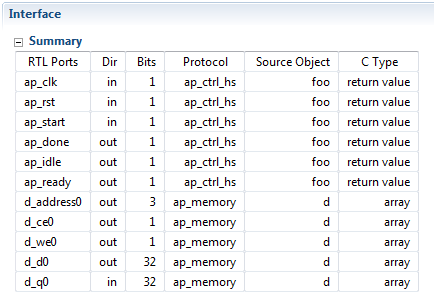 Interface
Summary
RTL Ports Dir Bits Protocol Source Object C Type
ap_clk in 1 ap_ctrl_hs foo return value
ap_rst in 1 ap_ctrl_hs foo return value
ap_start in 1 ap_ctrl_hs foo return value
ap_done out 1 ap_ctrl_hs foo return value
ap_idle out 1 ap_ctrl_hs foo return value
ap_ready out 1 ap_ctrl_hs foo return value
d_address0 out 3 ap_memory d array
d_ce0 out 1 ap_memory d array
d_we0 out 1 ap_memory d array
d_d0 out 32 ap_memory d array
d_q0 in 32 ap_memory d array